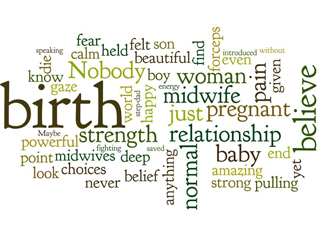 speaking
fear held felt son
calm beautiful
die
Nobody
find
forceps
introduced
without
even
know
gaze
boy woman.
pain
given
world
step-dad
happy
energy
midwife
believe
birth
just pregnant
Maybe
strength relationship
powerful
fighting
saved
anything
normal
baby end
yet
point midwives deep
amazing
look choices
belief
strong pulling
never